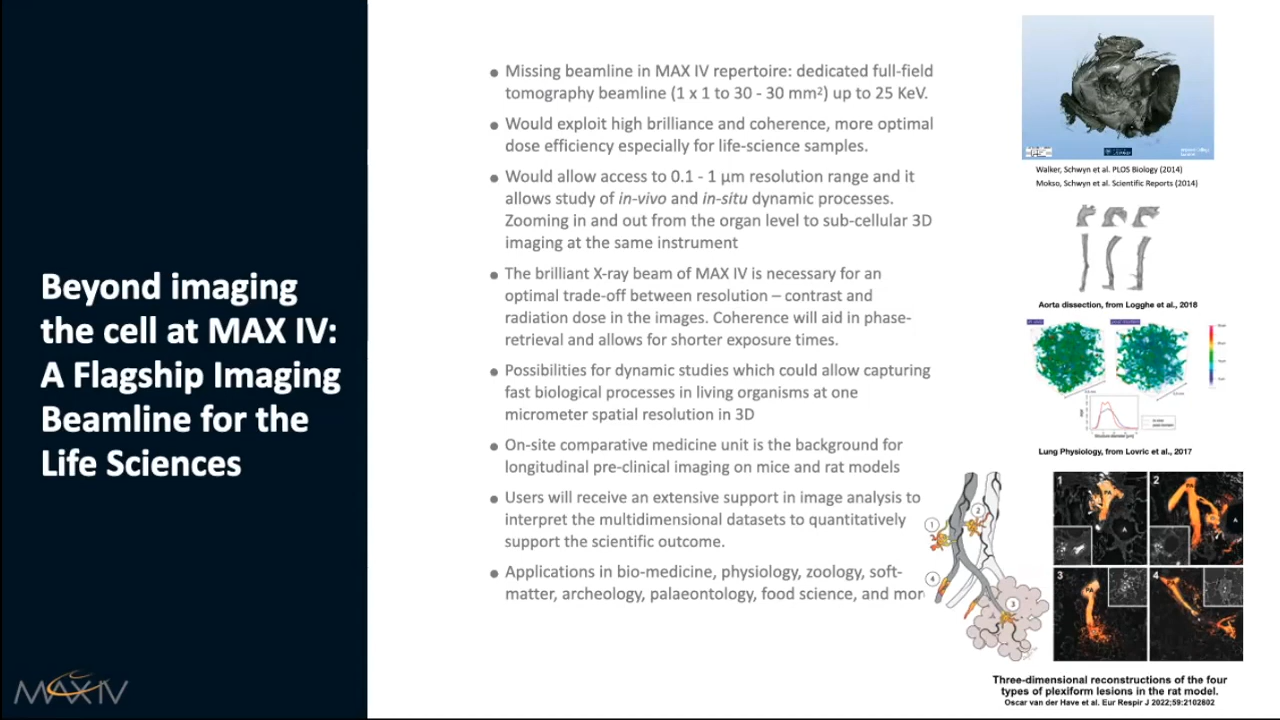 Beyond imaging
the cell at MAX IV:
A Flagship Imaging
Beamline for the
Life Sciences
MAXIV
● Missing beamline in MAX IV repertoire: dedicated full-field
tomography beamline (1 x 1 to 30 - 30 mm²) up to 25 KeV.
● Would exploit high brilliance and coherence, more optimal
dose efficiency especially for life-science samples.
● Would allow access to 0.1 - 1 µm resolution range and it
allows study of in-vivo and in-situ dynamic processes.
Zooming in and out from the organ level to sub-cellular 3D
imaging at the same instrument
● The brilliant X-ray beam of MAX IV is necessary for an
optimal trade-off between resolution – contrast and
radiation dose in the images. Coherence will aid in phase-
retrieval and allows for shorter exposure times.
● Possibilities for dynamic studies which could allow capturing
fast biological processes in living organisms at one
micrometer spatial resolution in 3D
● On-site comparative medicine unit is the background for
longitudinal pre-clinical imaging on mice and rat models
● Users will receive an extensive support in image analysis to
interpret the multidimensional datasets to quantitatively
support the scientific outcome.
● Applications in bio-medicine, physiology, zoology, soft-
matter, archeology, palaeontology, food science, and mor
Walker, Schwyn et al. PLOS Biology (2014)
Mokso, Schwyn et al. Scientific Reports (2014)
Aorta dissection, from Logghe et al., 2018
Lung Physiology, from Lovric et al., 2017
1
2
4
3
1
PA
A
2
PA
A
3
PA
4
Three-dimensional reconstructions of the four
types of plexiform lesions in the rat model.
Oscar van der Have et al. Eur Respir J 2022;59:2102802